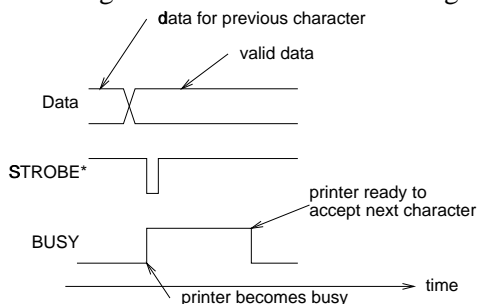 data for previous character
valid data
Data
STROBE*
printer ready to
accept next character
BUSY
time
printer becomes busy